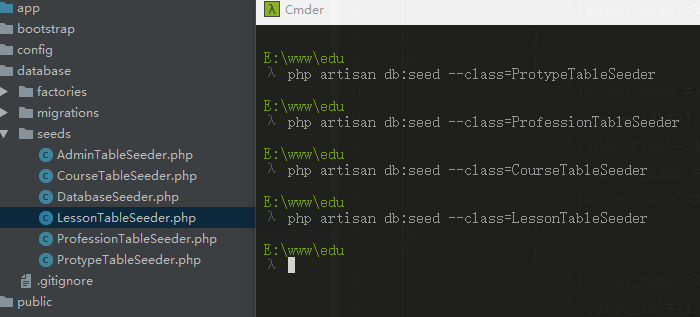 app
bootstrap
config
database
factories
migrations
seeds
AdminTableSeeder.php
CourseTableSeeder.php
DatabaseSeeder.php
LessonTableSeeder.php
ProfessionTableSeeder.php
ProtypeTableSeeder.php
.gitignore
public
λ Cmder
E:\www\edu
λ php artisan db:seed --class=ProtypeTableSeeder
E:\www\edu
λ php artisan db:seed --class=ProfessionTableSeeder
E:\www\edu
λ php artisan db:seed --class=CourseTableSeeder
E:\www\edu
λ php artisan db:seed --class=LessonTableSeeder
E:\www\edu
λ